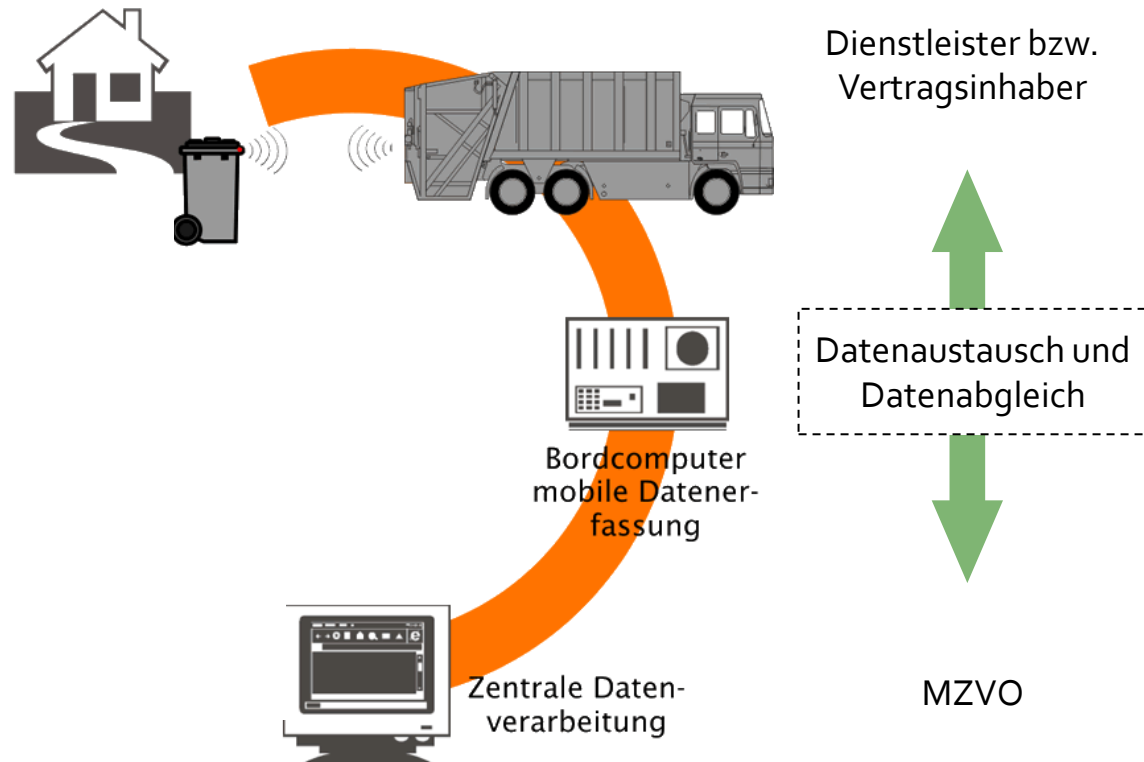 Dienstleister bzw.
Vertragsinhaber
Datenaustausch und
Datenabgleich
Bordcomputer
mobile Datener-
fassung
Zentrale Daten-
verarbeitung
MZVO